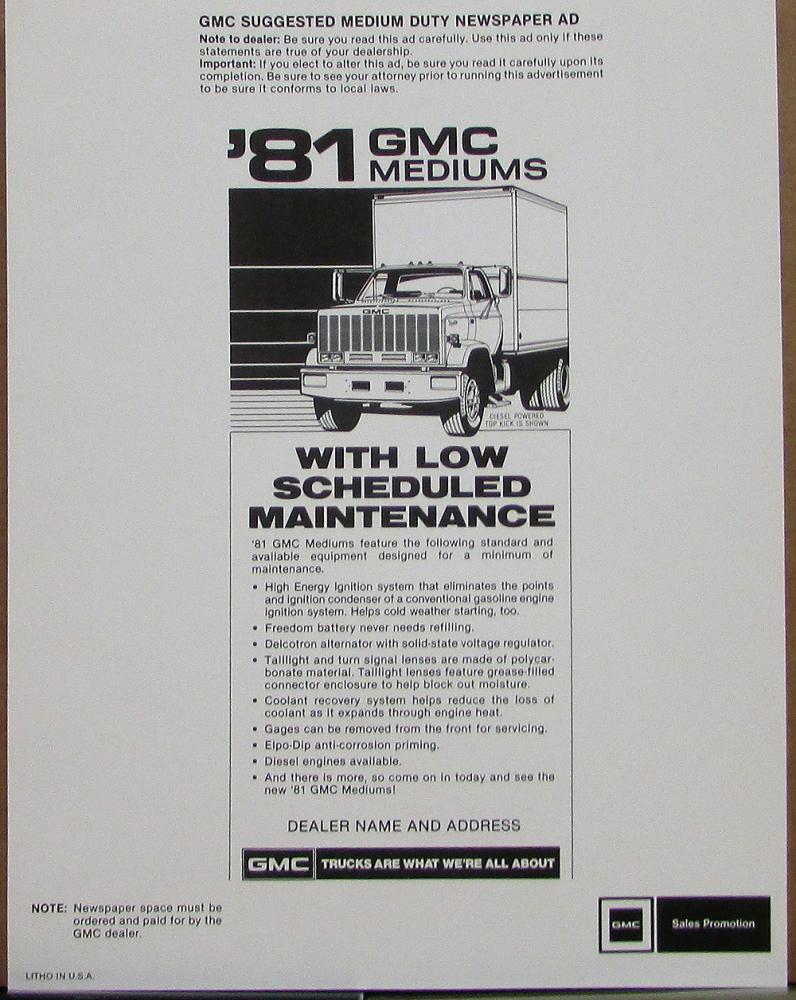 GMC SUGGESTED MEDIUM DUTY NEWSPAPER AD
Note to dealer: Be sure you read this ad carefully. Use this ad only if these
statements are true of your dealership.
Important: If you elect to alter this ad, be sure you read it carefully upon its
completion. Be sure to see your attorney prior to running this advertisement
to be sure it conforms to local laws.
'81 GMC
MEDIUMS
GMC
DIESEL POWERED
TOP KICK IS SHOWN
WITH LOW
SCHEDULED
MAINTENANCE
'81 GMC Mediums feature the following standard and
available equipment designed for a minimum of
maintenance.
• High Energy Ignition system that eliminates the points
and ignition condenser of a conventional gasoline engine
ignition system. Helps cold weather starting, too.
• Freedom battery never needs refilling.
• Delcotron alternator with solid-state voltage regulator.
• Taillight and turn signal lenses are made of polycar-
bonate material. Taillight lenses feature grease-filled
connector enclosure to help block out moisture.
• Coolant recovery system helps reduce the loss of
coolant as it expands through engine heat.
• Gages can be removed from the front for servicing.
• Elpo-Dip anti-corrosion priming.
• Diesel engines available.
• And there is more, so come on in today and see the
new '81 GMC Mediums!
DEALER NAME AND ADDRESS
GMC TRUCKS ARE WHAT WE'RE ALL ABOUT
NOTE: Newspaper space must be
ordered and paid for by the
GMC dealer.
GMC Sales Promotion
LITHO IN U.S.A.